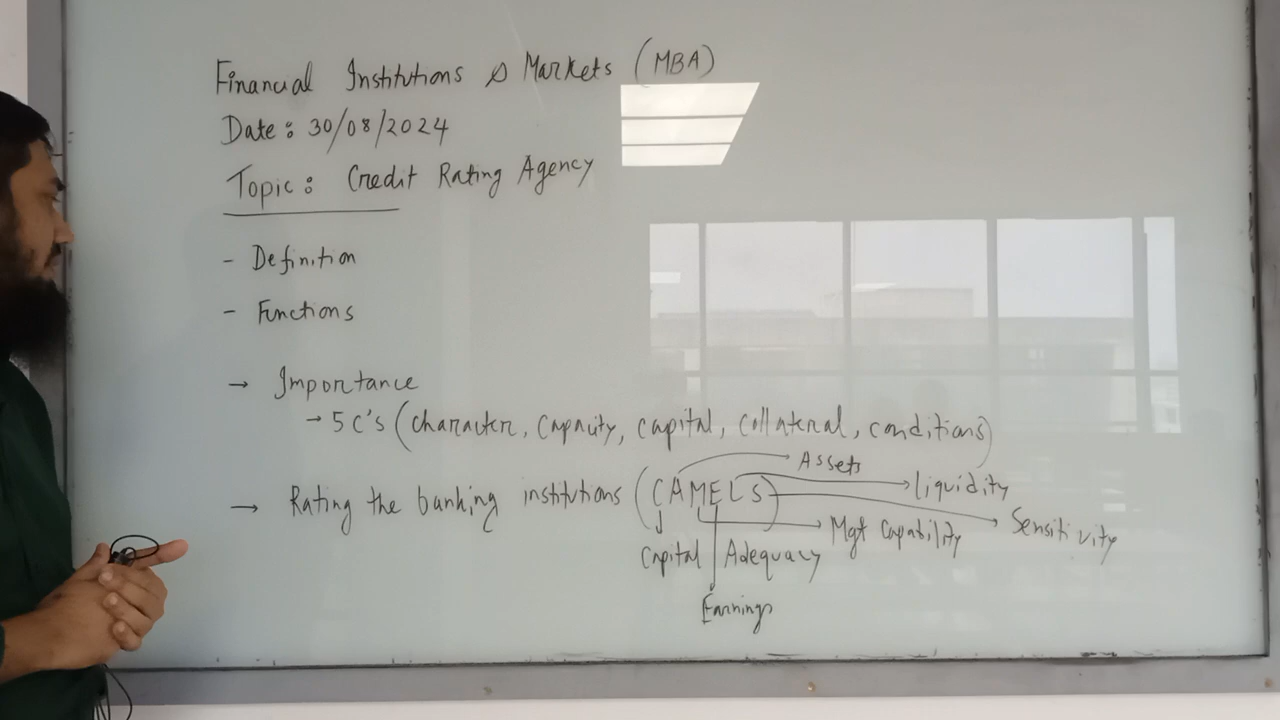 Financial Institutions & Markets (MBA)
Date: 30/08/2024
Topic: Credit Rating Agency
- Definition
- Functions
→ Importance
→ 5 C's (character, capacity, capital, collateral, conditions)
→ Rating the banking institutions (CAMELS)
Assets
liquidity
Sensitivity
Mgt Capability
Capital Adequacy
Earnings